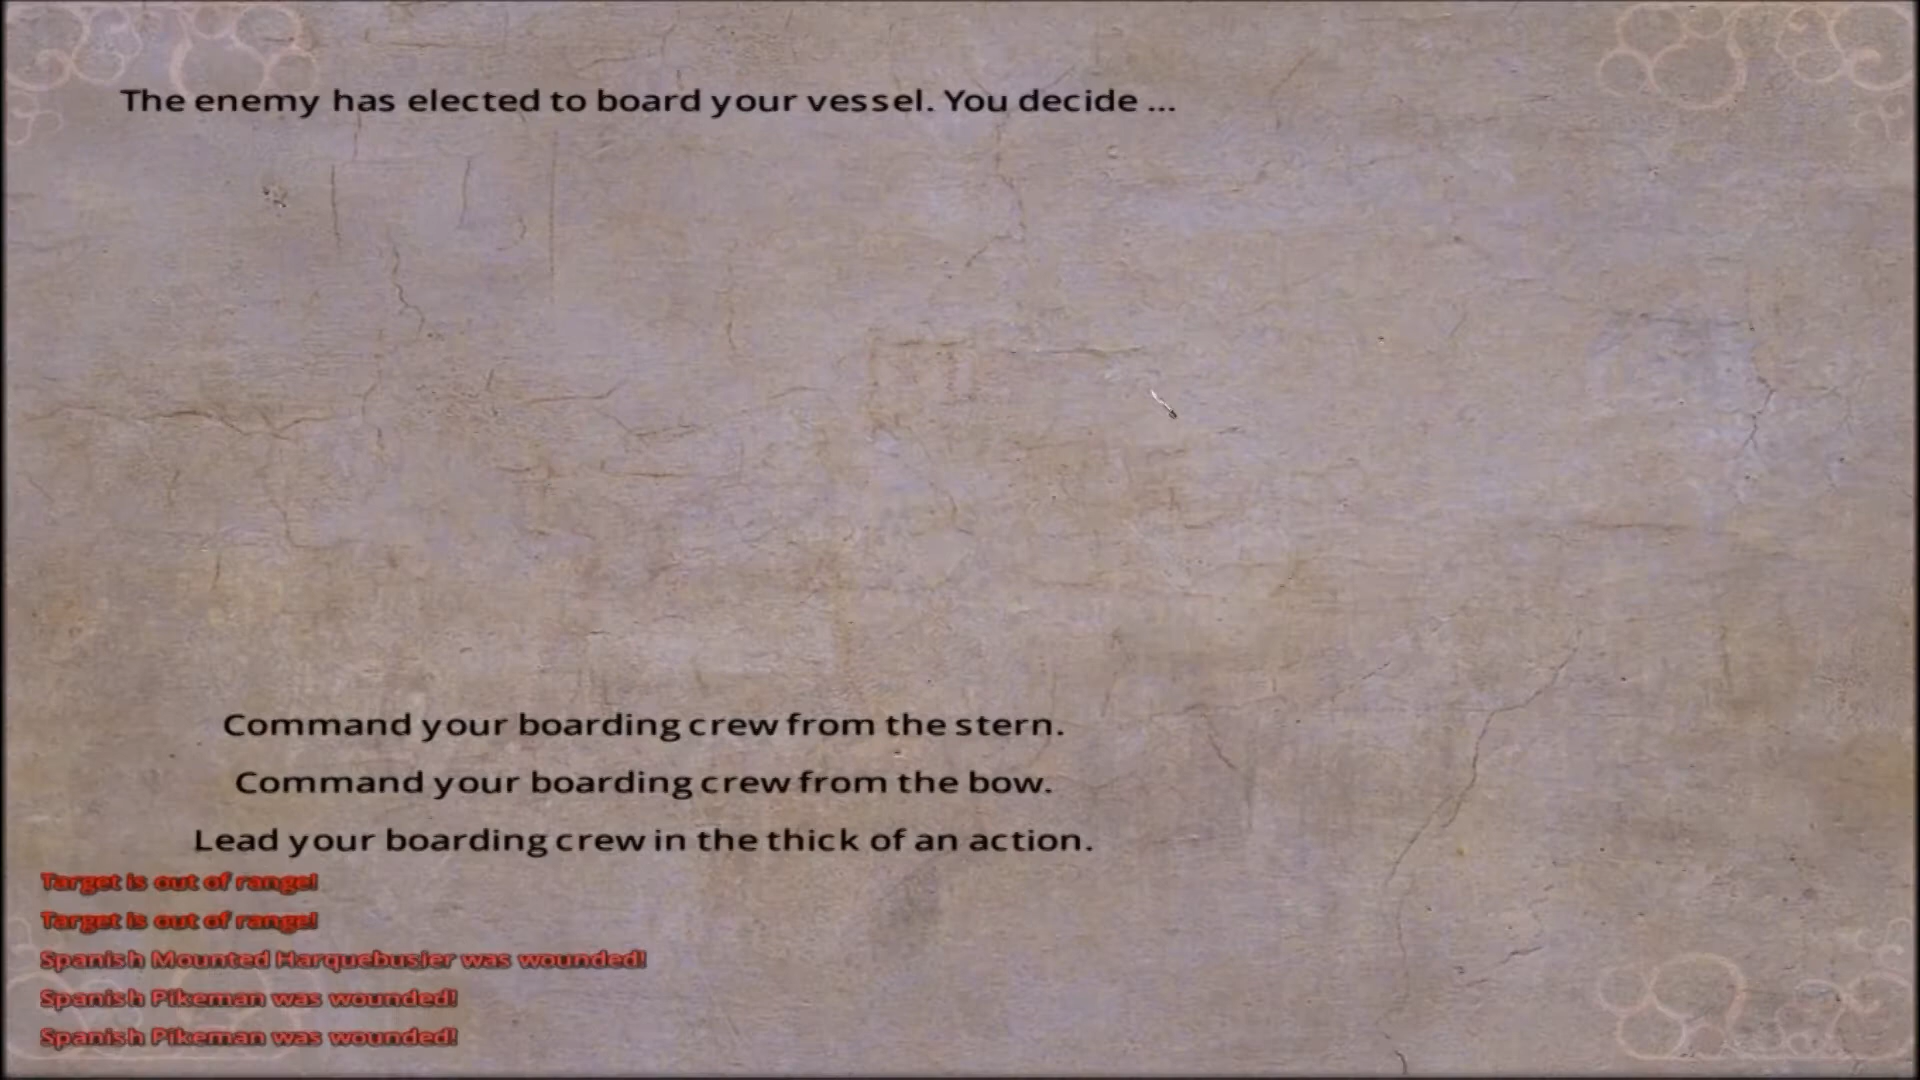 The enemy has elected to board your vessel. You decide ...
Command your boarding crew from the stern.
Command your boarding crew from the bow.
Lead your boarding crew in the thick of an action.
Target is out of range!
Target is out of range!
Spanish Mounted Harquebusier was wounded!
Spanish Pikeman was wounded!
Spanish Pikeman was wounded!